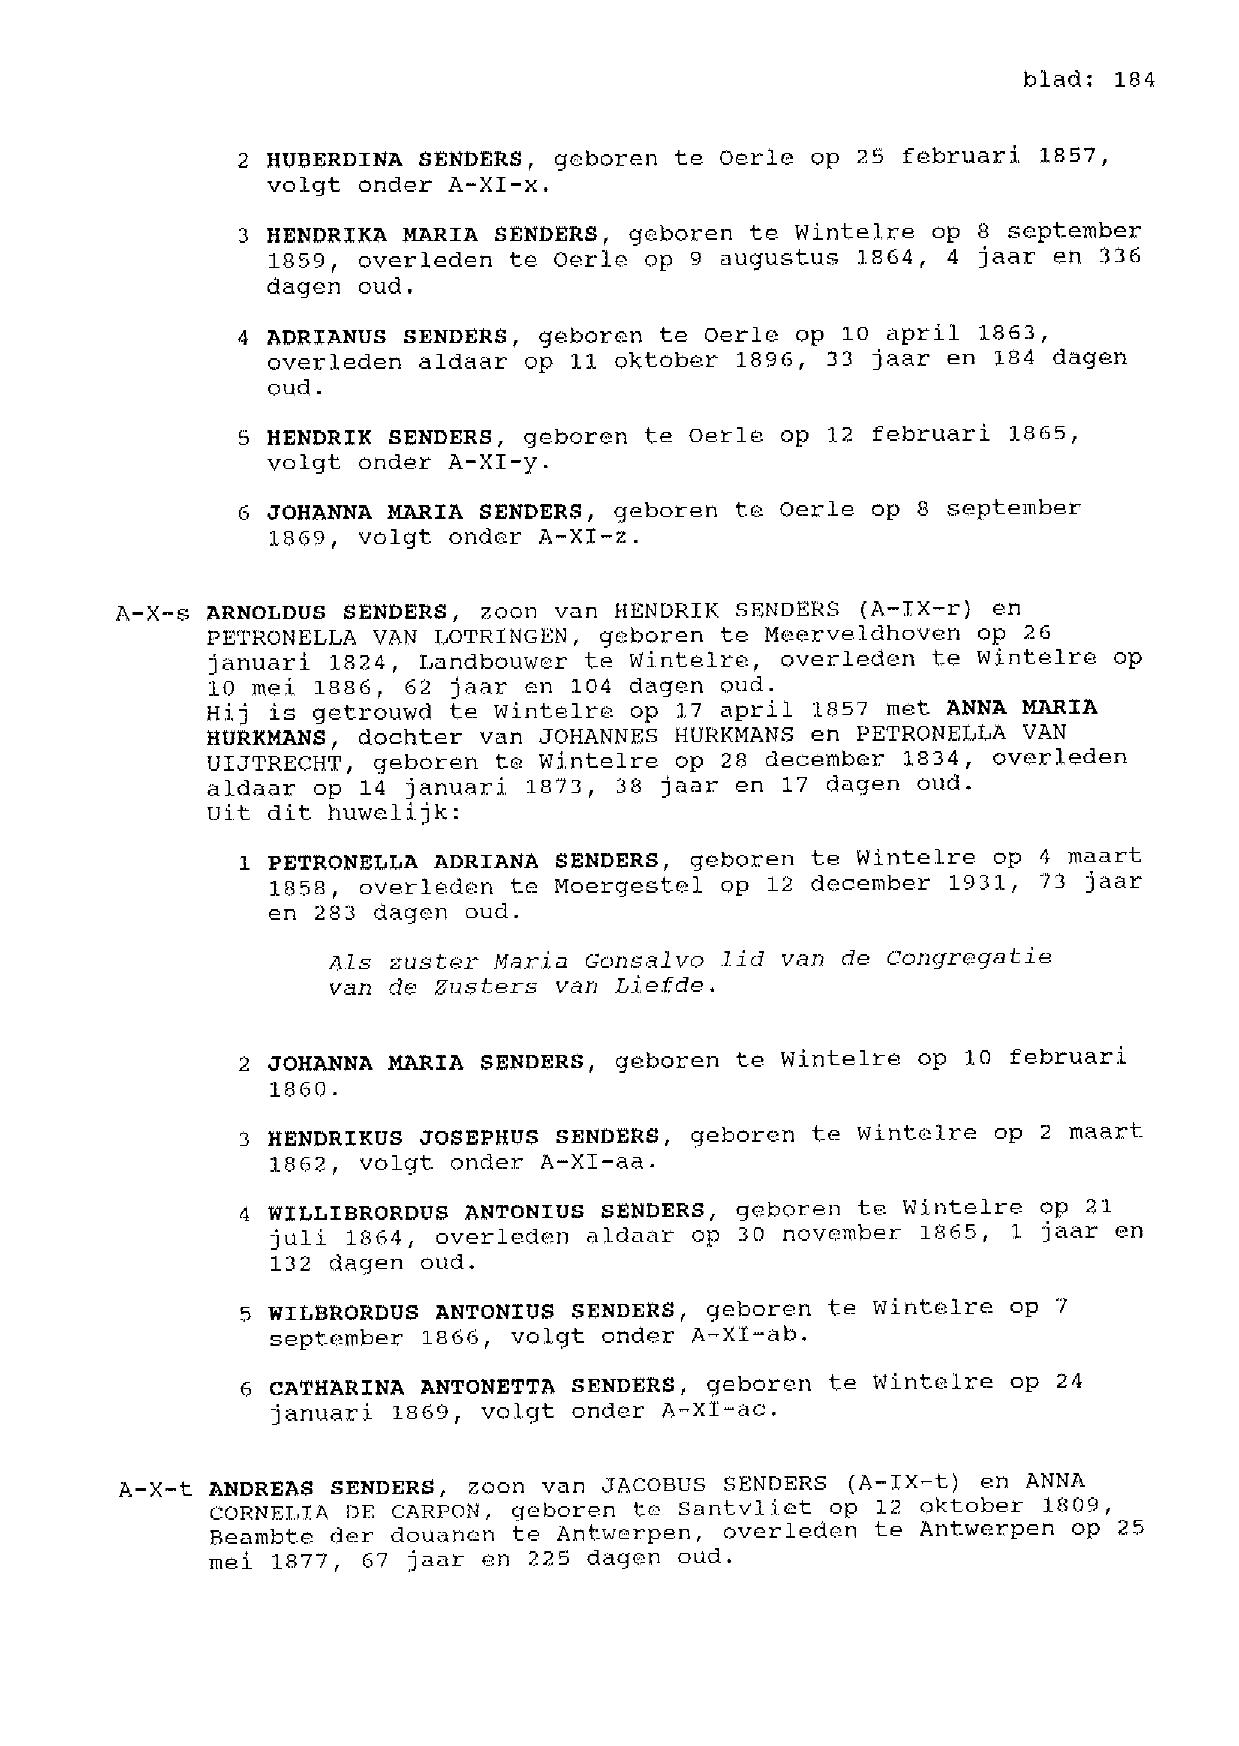 blad: 184
2 HUBERDINA SENDERS, geboren te Oerle op 25 februari 1857,
volgt onder A-XI-x.
3 HENDRIKA MARIA SENDERS, geboren te Wintelre op 8 september
1859, overleden te Oerle op 9 augustus 1864, 4 jaar en 336
dagen oud.
4 ADRIANUS SENDERS, geboren te Oerle op 10 april 1863,
overleden aldaar op 11 oktober 1896, 33 jaar en 184 dagen
oud.
5 HENDRIK SENDERS, geboren te Oerle op 12 februari 1865,
volgt onder A-XI-y.
6 JOHANNA MARIA SENDERS, geboren te Oerle op 8 september
1869, volgt onder A-XI-z.
A-X-s ARNOLDUS SENDERS, zoon van HENDRIK SENDERS (A-IX-r) en
PETRONELLA VAN LOTRINGEN, geboren te Meerveldhoven op 26
januari 1824, Landbouwer te Wintelre, overleden te Wintelre op
10 mei 1886, 62 jaar en 104 dagen oud.
Hij is getrouwd te Wintelre op 17 april 1857 met ANNA MARIA
HURKMANS, dochter van JOHANNES HURKMANS en PETRONELLA VAN
UIJTRECHT, geboren te Wintelre op 28 december 1834, overleden
aldaar op 14 januari 1873, 38 jaar en 17 dagen oud.
Uit dit huwelijk:
1 PETRONELLA ADRIANA SENDERS, geboren te Wintelre op 4 maart
1858, overleden te Moergestel op 12 december 1931, 73 jaar
en 283 dagen oud.
Als zuster Maria Gonsalvo lid van de Congregatie
van de Zusters van Liefde.
2 JOHANNA MARIA SENDERS, geboren te Wintelre op 10 februari
1860.
3 HENDRIKUS JOSEPHUS SENDERS, geboren te Wintelre op 2 maart
1862, volgt onder A-XI-aa.
4 WILLIBRORDUS ANTONIUS SENDERS, geboren te Wintelre op 21
juli 1864, overleden aldaar op 30 november 1865, 1 jaar en
132 dagen oud.
5 WILBRORDUS ANTONIUS SENDERS, geboren te Wintelre op 7
september 1866, volgt onder A-XI-ab.
6 CATHARINA ANTONETTA SENDERS, geboren te Wintelre op 24
januari 1869, volgt onder A-XI-ac.
A-X-t ANDREAS SENDERS, zoon van JACOBUS SENDERS (A-IX-t) en ANNA
CORNELIA DE CARPON, geboren te Santvliet op 12 oktober 1809,
Beambte der douanen te Antwerpen, overleden te Antwerpen op 25
mei 1877, 67 jaar en 225 dagen oud.